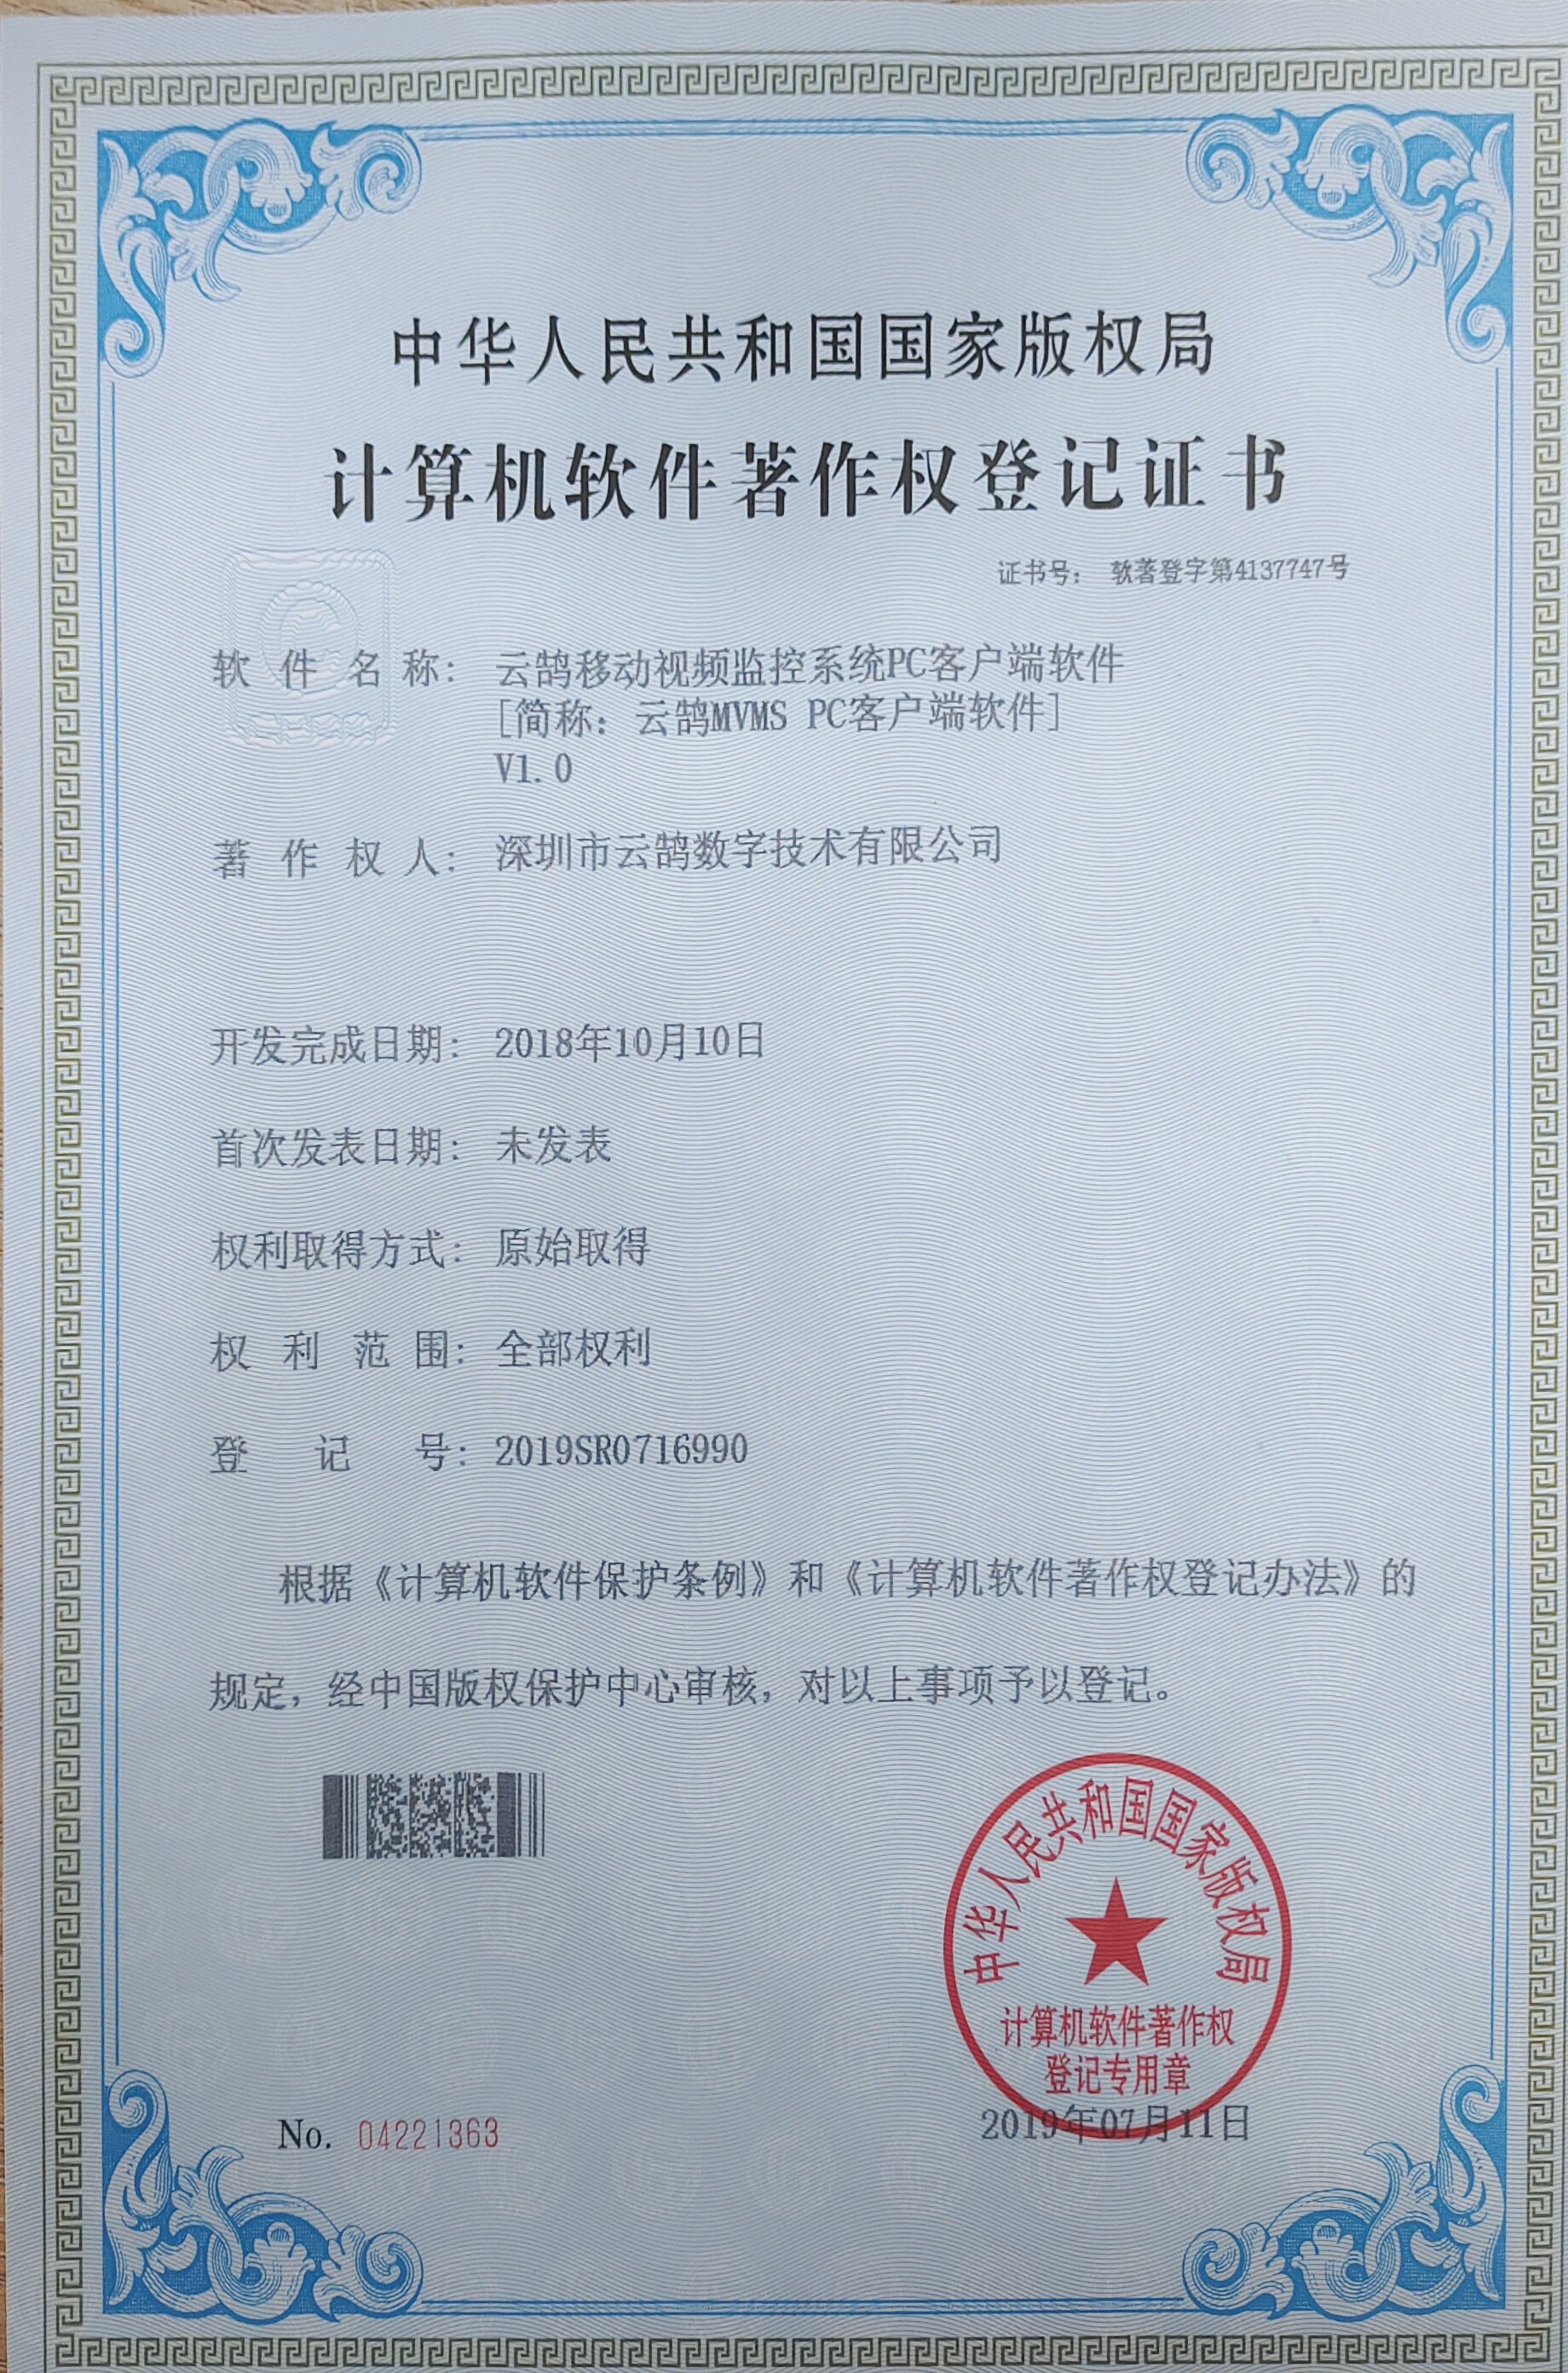 中华人民共和国国家版权局
计算机软件著作权登记证书
证书号： 软著登字第4137747号
软件名称： 云鹄移动视频监控系统PC客户端软件
[简称：云鹄MVMS PC客户端软件]
V1.0
著作权人： 深圳市云鹄数字技术有限公司
开发完成日期： 2018年10月10日
首次发表日期： 未发表
权利取得方式： 原始取得
权利范围： 全部权利
登记号： 2019SR0716990
根据《计算机软件保护条例》和《计算机软件著作权登记办法》的
规定，经中国版权保护中心审核，对以上事项予以登记。
中华人民共和国国家版权局
计算机软件著作权
登记专用章
No. 04221363
2019年07月11日